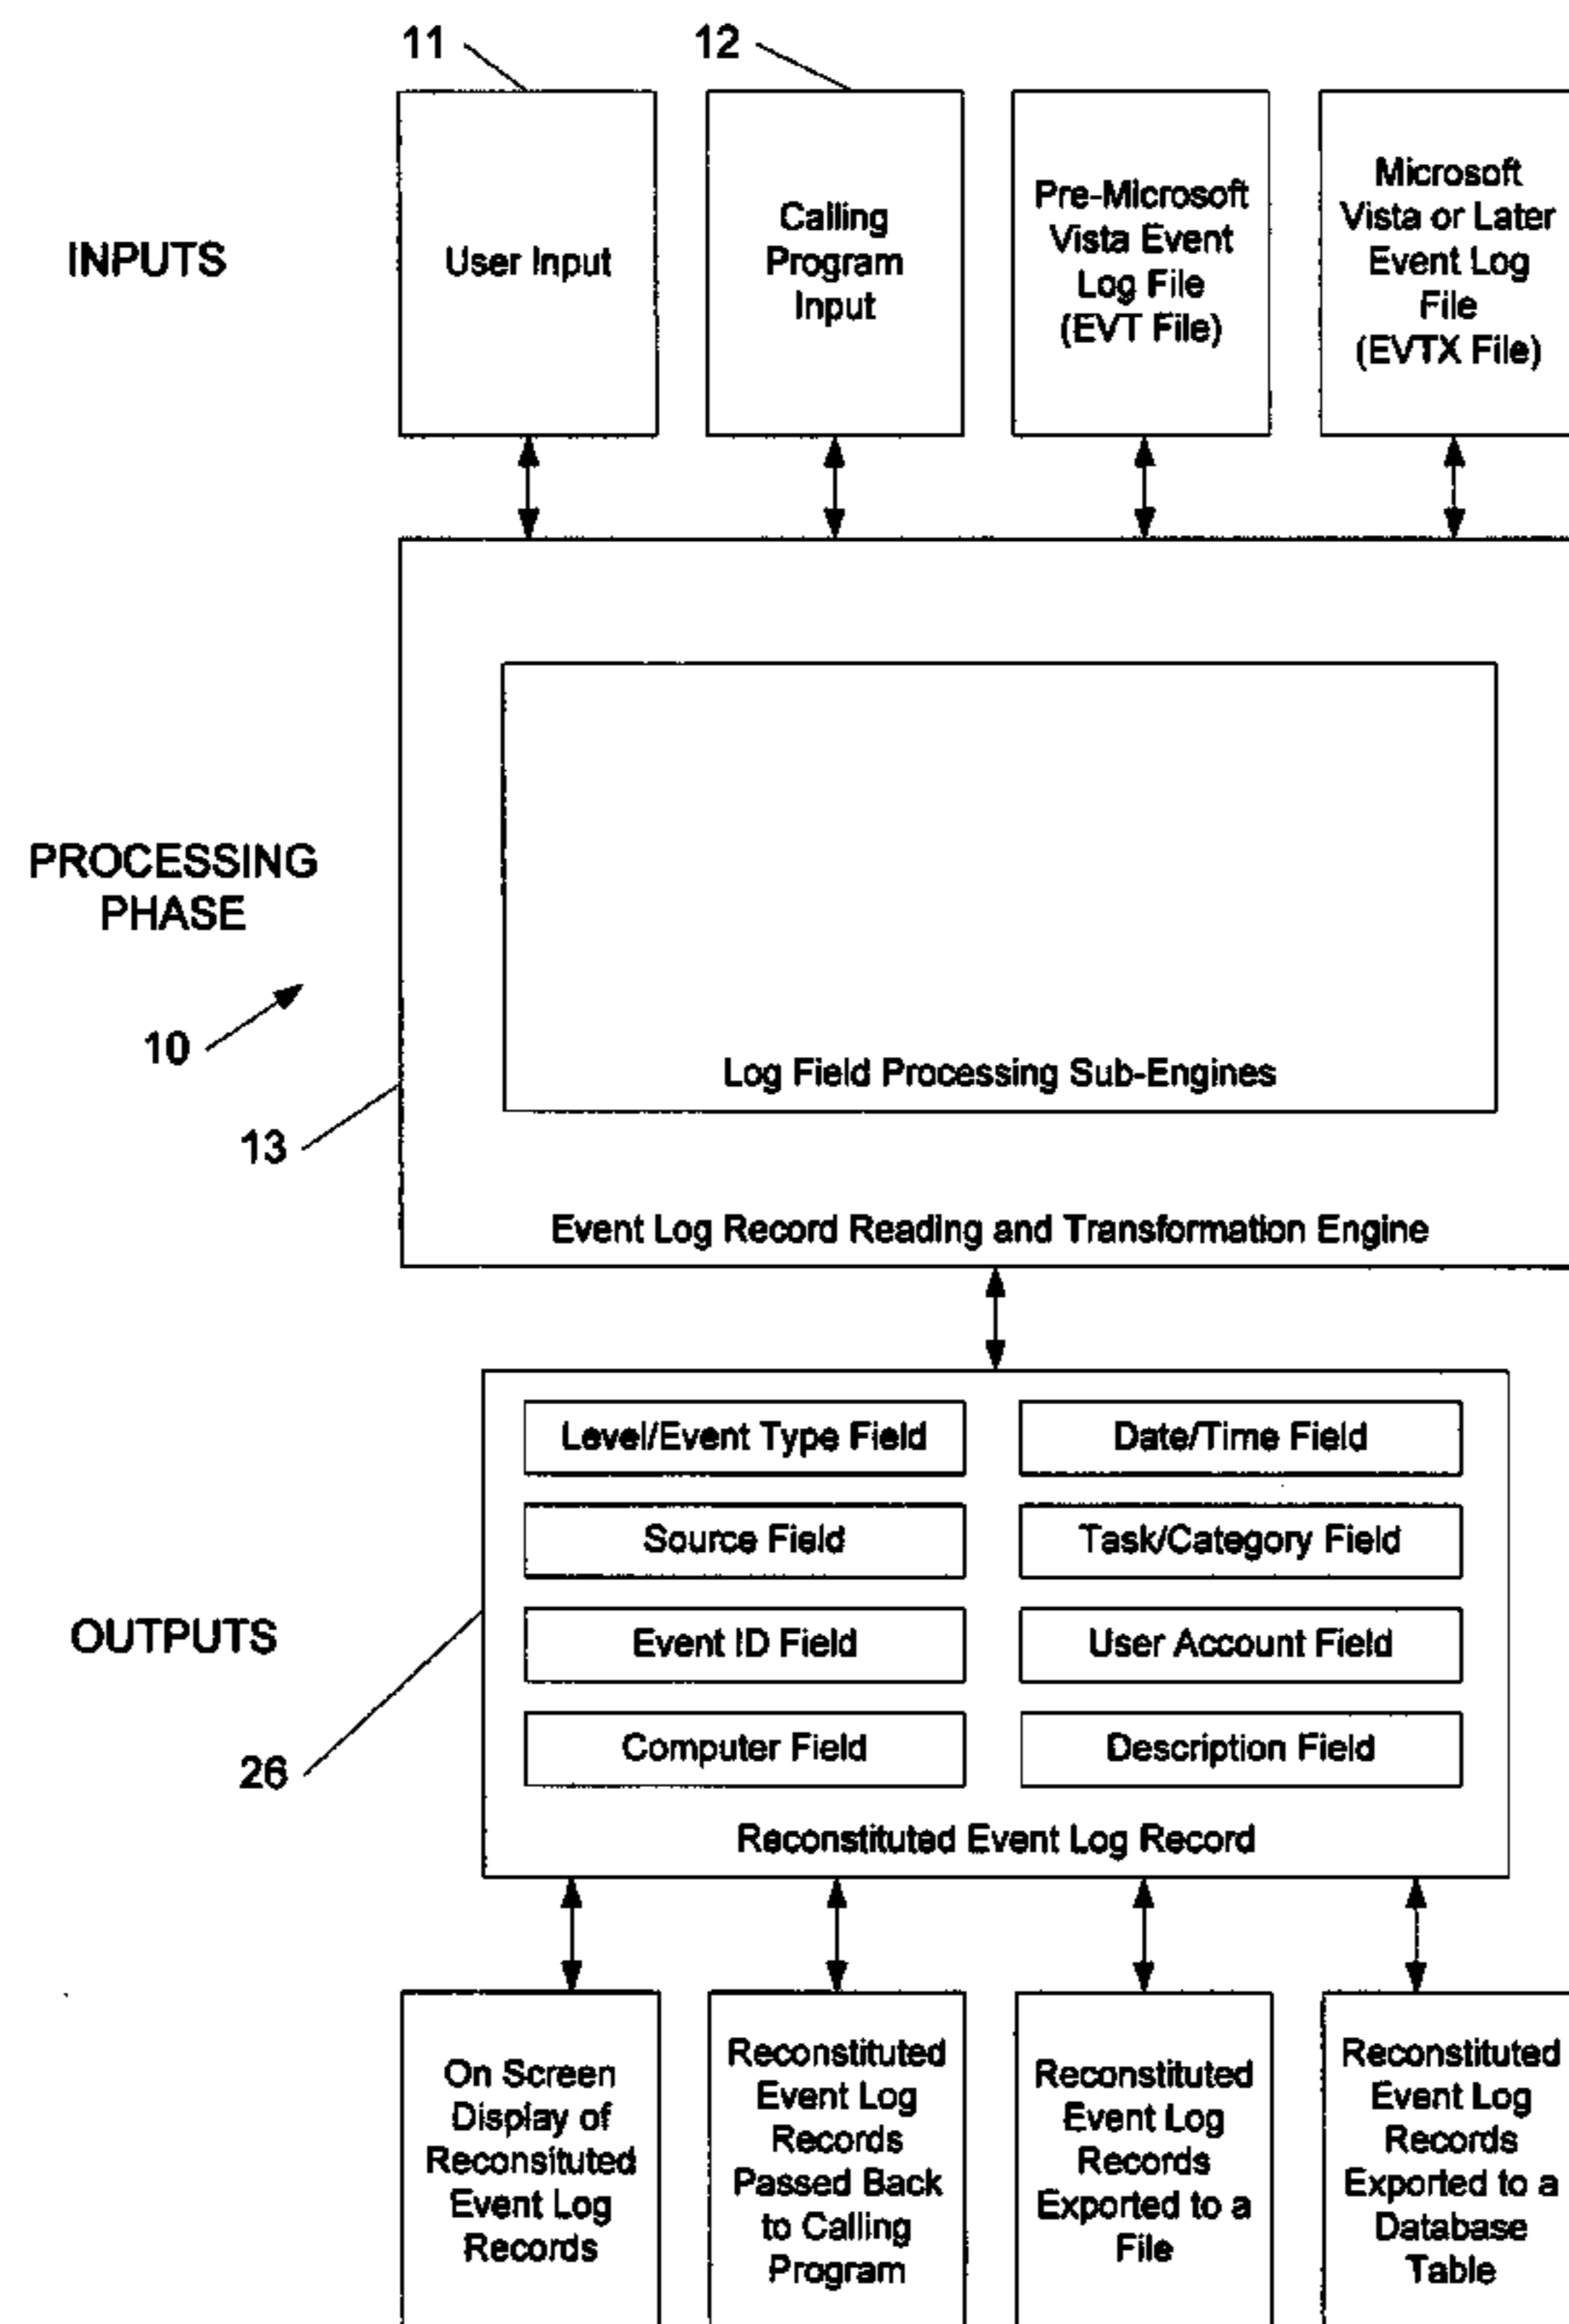 11
12
INPUTS
User Input
Calling
Program
Input
Pre-Microsoft
Vista Event
Log File
(EVT File)
Microsoft
Vista or Later
Event Log
File
(EVTX File)
PROCESSING
PHASE
10
13
Log Field Processing Sub-Engines
Event Log Record Reading and Transformation Engine
OUTPUTS
26
Level/Event Type Field
Date/Time Field
Source Field
Task/Category Field
Event ID Field
User Account Field
Computer Field
Description Field
Reconstituted Event Log Record
On Screen
Display of
Reconsituted
Event Log
Records
Reconstituted
Event Log
Records
Passed Back
to Calling
Program
Reconstituted
Event Log
Records
Exported to a
File
Reconstituted
Event Log
Records
Exported to a
Database
Table